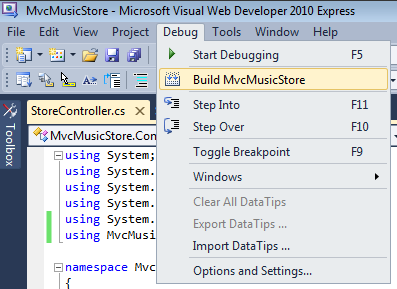 MvcMusicStore - Microsoft Visual Web Developer 2010 Express
File Edit View Project Debug Tools Window Help
Start Debugging F5
Build MvcMusicStore
Step Into F11
Step Over F10
Toggle Breakpoint F9
Windows
Clear All DataTips
Export DataTips ...
Import DataTips ...
Options and Settings...
Toolbox
StoreController.cs
MvcMusicStore.Con
using System;
using System.
using System.
using System.
using System.
using MvcMusi
namespace Mvc
{